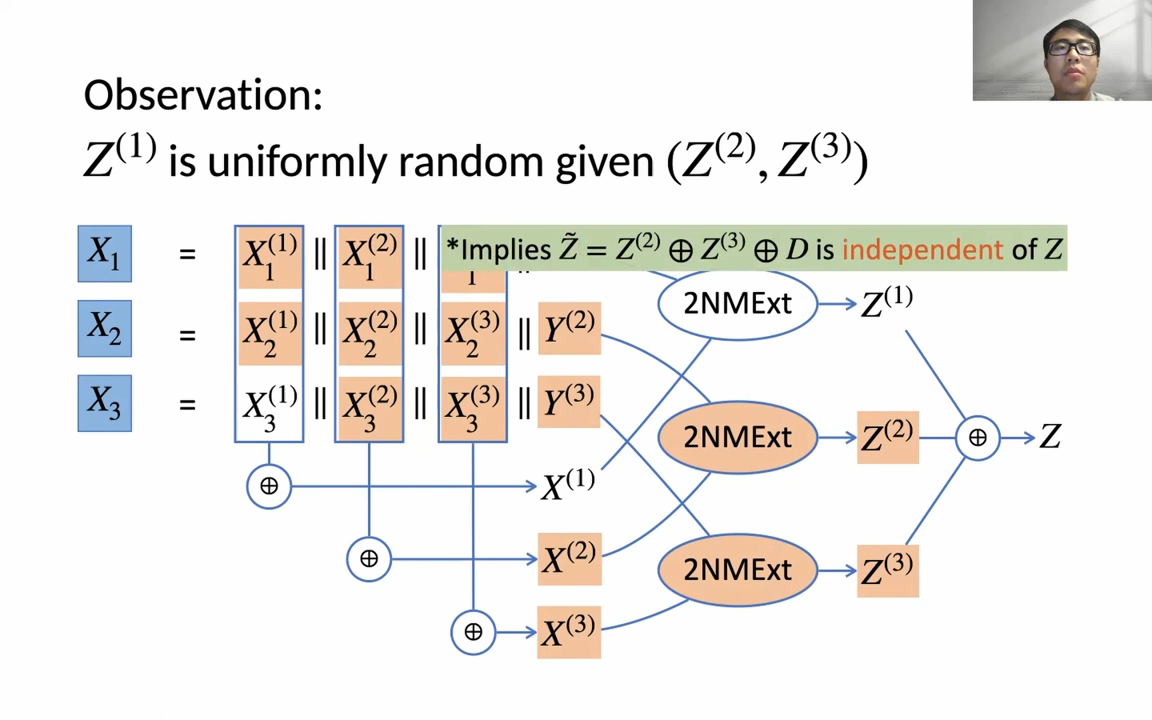 Observation:
Z^(1) is uniformly random given (Z^(2), Z^(3))
X_1 = X_1^(1) || X_1^(2) ||
*Implies Z̃ = Z^(2) ⊕ Z^(3) ⊕ D is independent of Z
2NMExt Z^(1)
X_2 = X_2^(1) || X_2^(2) || X_2^(3) || Y^(2)
X_3 = X_3^(1) || X_3^(2) || X_3^(3) || Y^(3)
2NMExt Z^(2) ⊕ Z
⊕ X^(1)
⊕ X^(2)
2NMExt Z^(3)
⊕ X^(3)